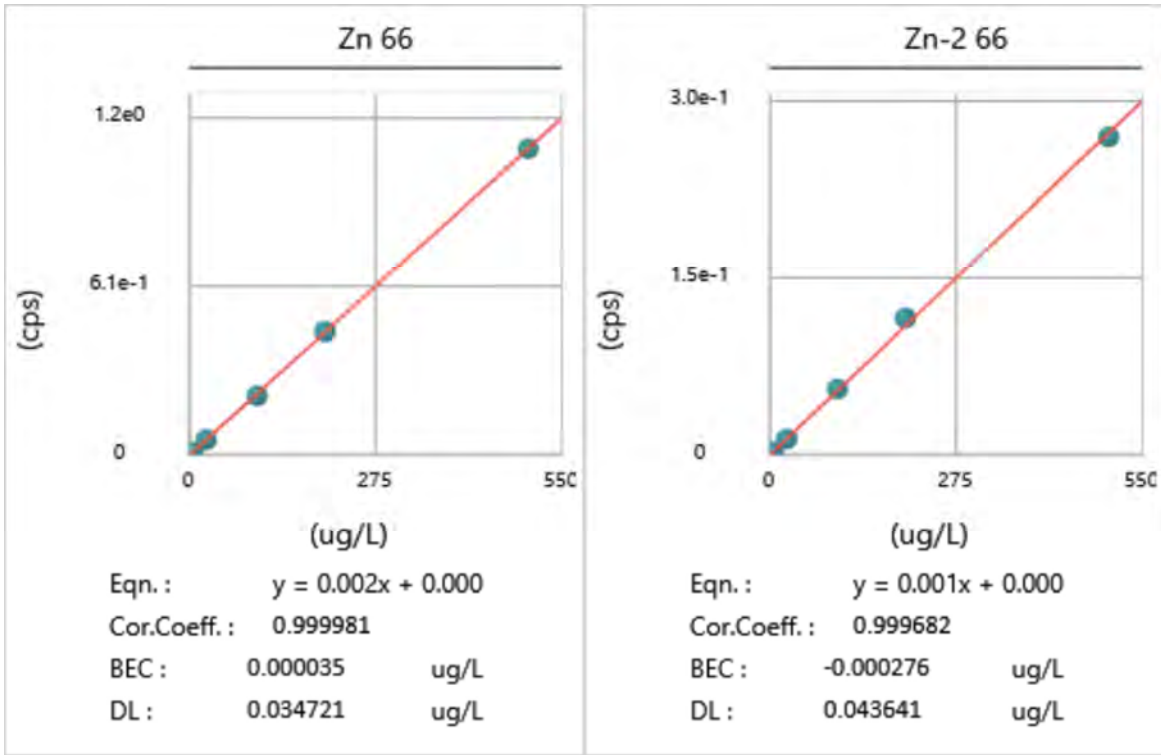 Zn 66
1.2e0
6.1e-1
0
(cps)
0 275 550
(ug/L)
Eqn. : y = 0.002x + 0.000
Cor.Coeff. : 0.999981
BEC : 0.000035 ug/L
DL : 0.034721 ug/L
Zn-2 66
3.0e-1
1.5e-1
0
(cps)
0 275 550
(ug/L)
Eqn. : y = 0.001x + 0.000
Cor.Coeff. : 0.999682
BEC : -0.000276 ug/L
DL : 0.043641 ug/L